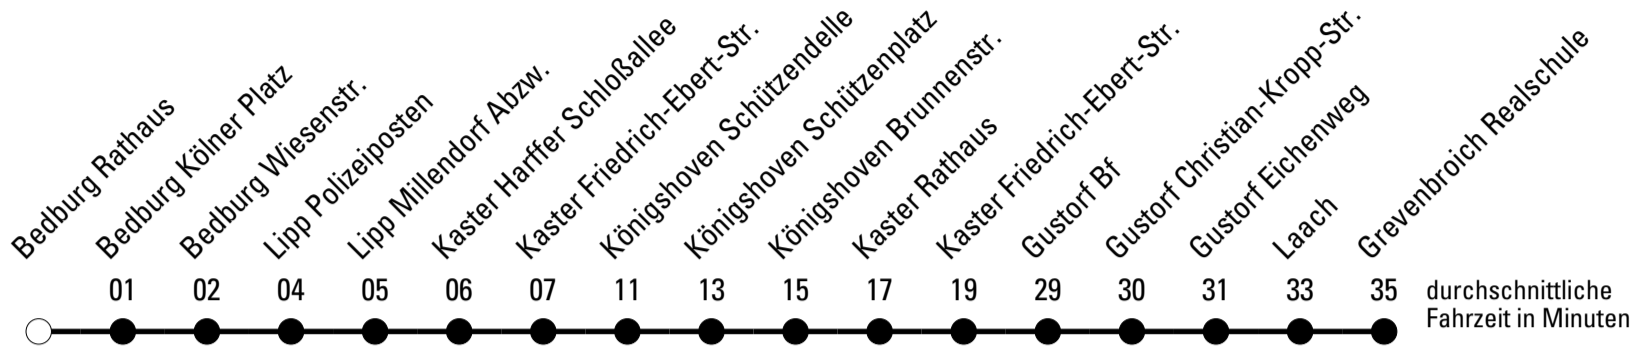 Bedburg Rathaus
Bedburg Kölner Platz
Bedburg Wiesenstr.
Lipp Polizeiposten
Lipp Millendorf Abzw.
Kaster Harffer Schloßallee
Kaster Friedrich-Ebert-Str.
Königshoven Schützendelle
Königshoven Schützenplatz
Königshoven Brunnenstr.
Kaster Rathaus
Kaster Friedrich-Ebert-Str.
Gustorf Bf
Gustorf Christian-Kropp-Str.
Gustorf Eichenweg
Laach
Grevenbroich Realschule
01 02 04 05 06 07 11 13 15 17 19 29 30 31 33 35
durchschnittliche
Fahrzeit in Minuten